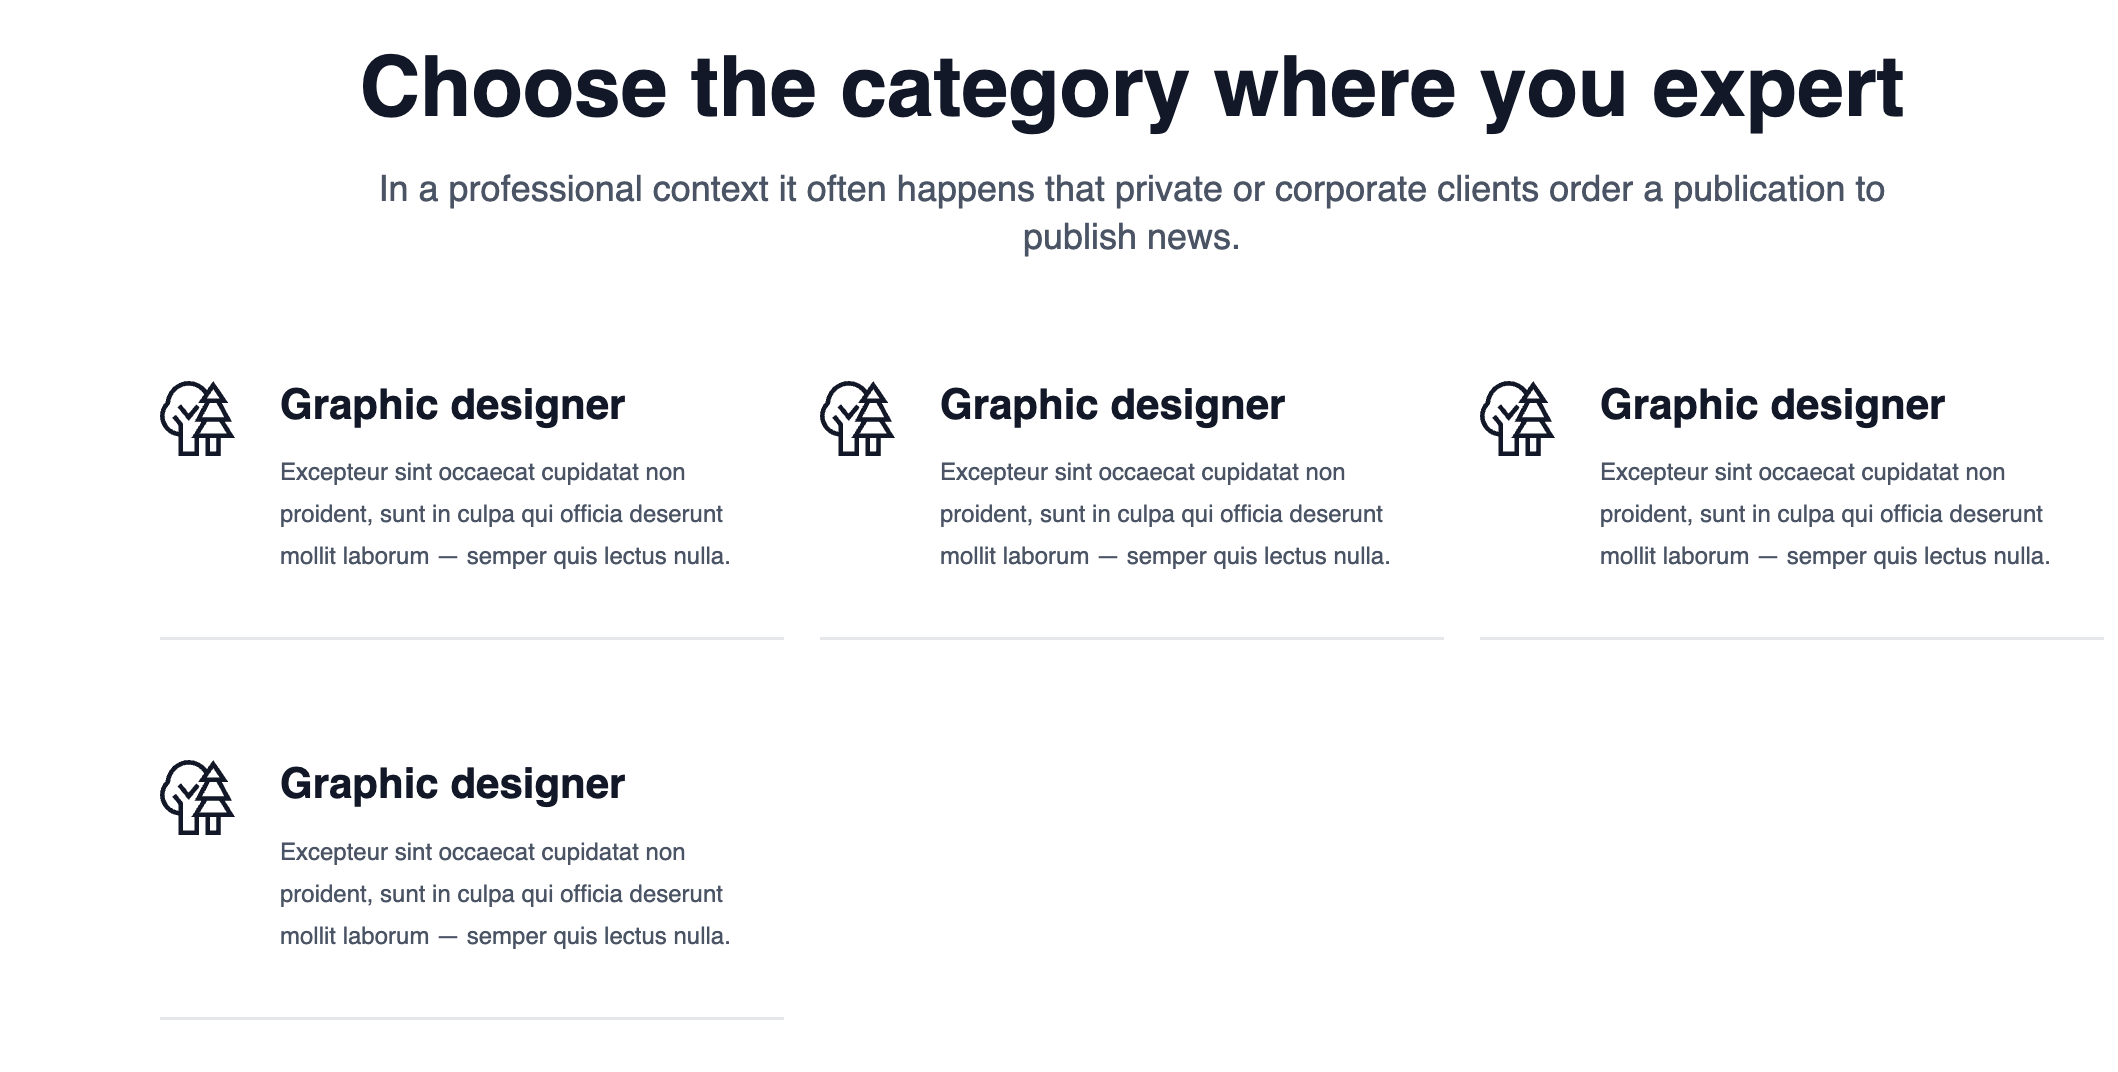 Choose the category where you expert
In a professional context it often happens that private or corporate clients order a publication to
publish news.
Graphic designer
Excepteur sint occaecat cupidatat non
proident, sunt in culpa qui officia deserunt
mollit laborum — semper quis lectus nulla.
Graphic designer
Excepteur sint occaecat cupidatat non
proident, sunt in culpa qui officia deserunt
mollit laborum — semper quis lectus nulla.
Graphic designer
Excepteur sint occaecat cupidatat non
proident, sunt in culpa qui officia deserunt
mollit laborum — semper quis lectus nulla.
Graphic designer
Excepteur sint occaecat cupidatat non
proident, sunt in culpa qui officia deserunt
mollit laborum — semper quis lectus nulla.